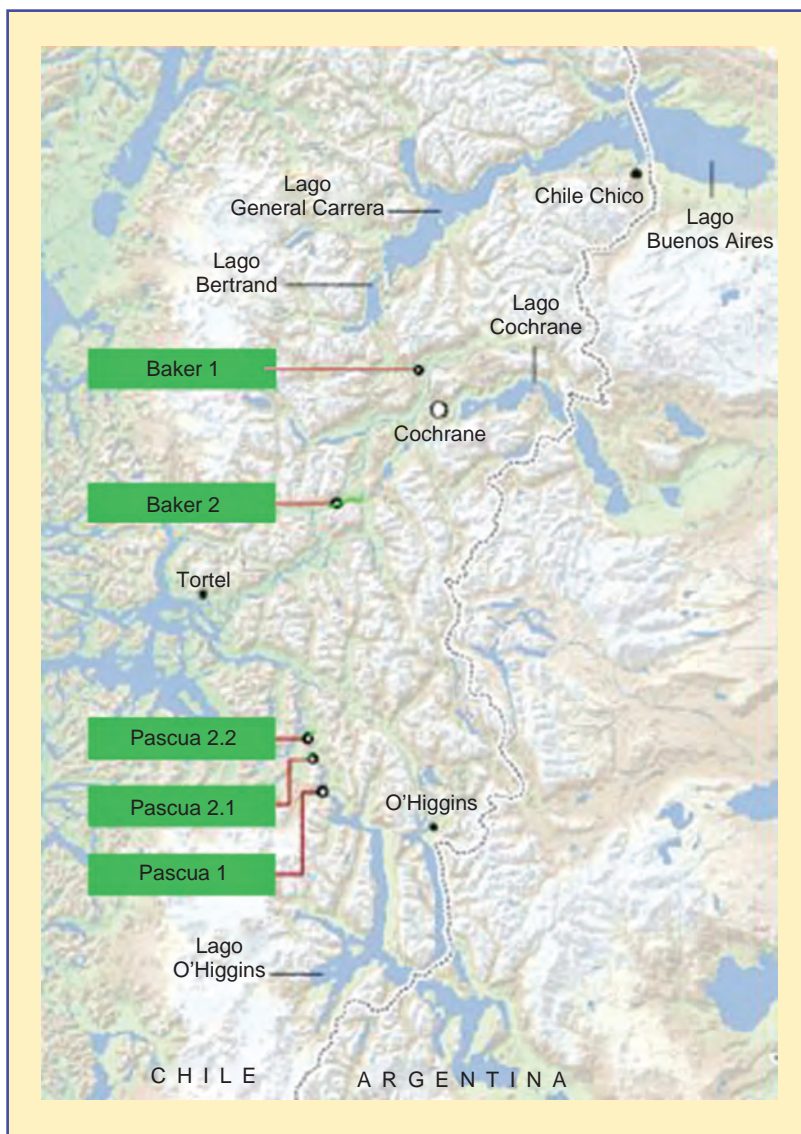 Lago
General Carrera
Chile Chico
Lago
Buenos Aires
Lago
Bertrand
Lago
Cochrane
Baker 1
Cochrane
Baker 2
Tortel
Pascua 2.2
Pascua 2.1
O'Higgins
Pascua 1
Lago
O'Higgins
CHILE
ARGENTINA